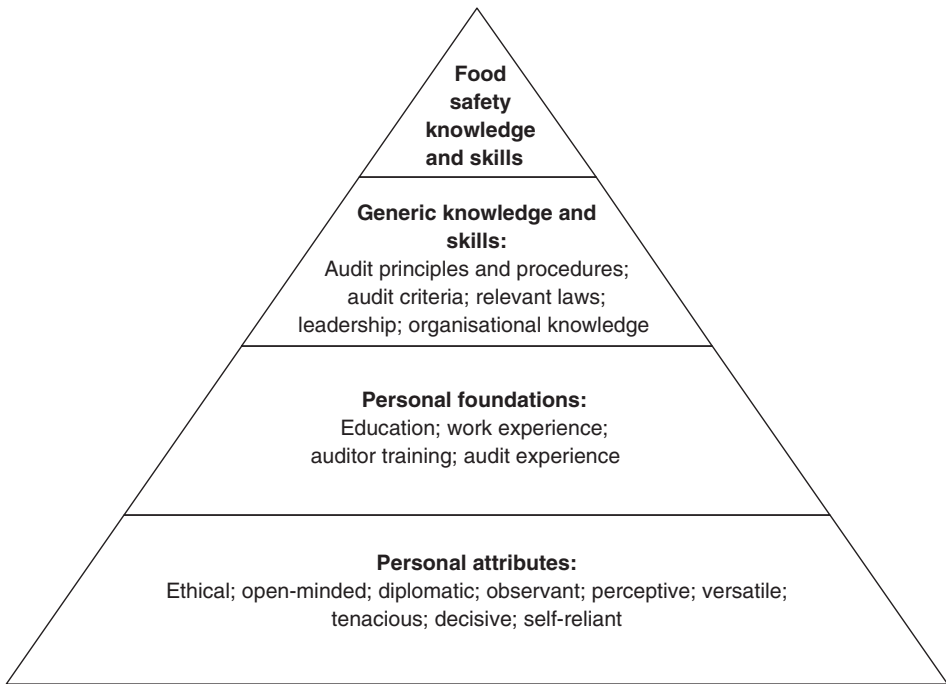 Food
safety
knowledge
and skills
Generic knowledge and
skills:
Audit principles and procedures;
audit criteria; relevant laws;
leadership; organisational knowledge
Personal foundations:
Education; work experience;
auditor training; audit experience
Personal attributes:
Ethical; open-minded; diplomatic; observant; perceptive; versatile;
tenacious; decisive; self-reliant